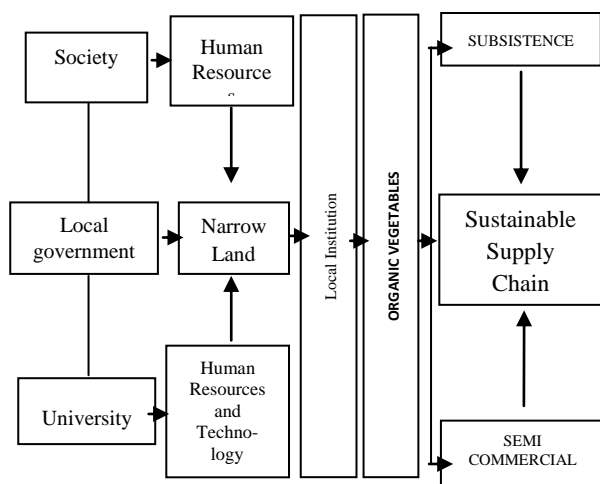 Society
Human
Resource
s
SUBSISTENCE
Local
government
Narrow
Land
Local Institution
ORGANIC VEGETABLES
Sustainable
Supply
Chain
University
Human
Resources
and
Techno-
logy
SEMI
COMMERCIAL